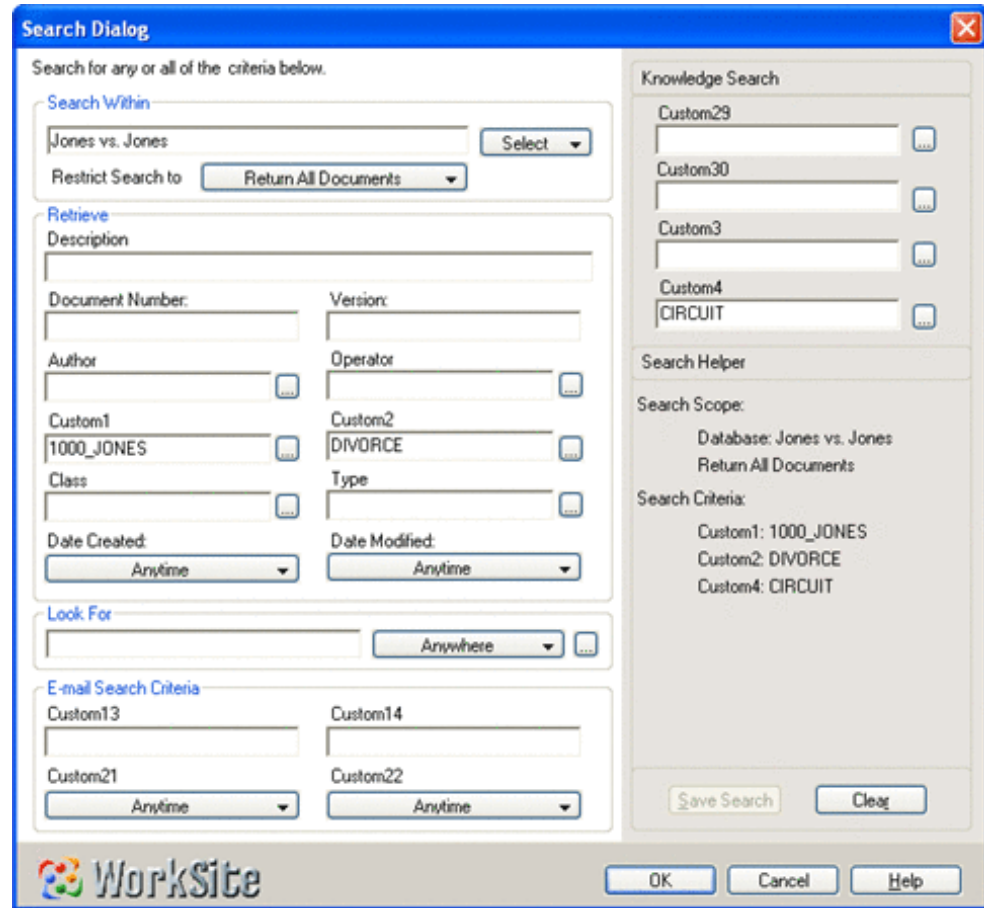 Search Dialog
Search for any or all of the criteria below.
Search Within
Jones vs. Jones
Select
Restrict Search to Return All Documents
Retrieve
Description
Document Number: Version:
Author Operator
...
...
Custom1 Custom2
1000_JONES ... DIVORCE ...
Class Type
...
...
Date Created: Date Modified:
Anytime Anytime
Look For
Anywhere ...
E-mail Search Criteria
Custom13 Custom14
Custom21 Custom22
Anytime Anytime
Knowledge Search
Custom29
...
Custom30
...
Custom3
...
Custom4
CIRCUIT ...
Search Helper
Search Scope:
Database: Jones vs. Jones
Return All Documents
Search Criteria:
Custom1: 1000_JONES
Custom2: DIVORCE
Custom4: CIRCUIT
Save Search Clear
WorkSite
OK Cancel Help